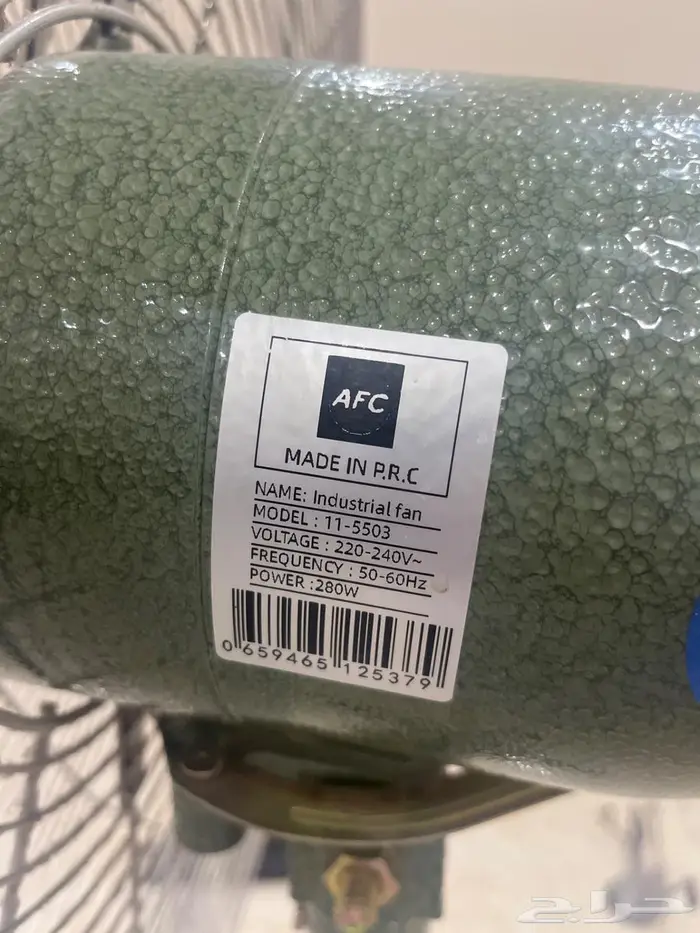 AFC
MADE IN P.R.C
NAME: Industrial fan
MODEL : 11-5503
VOLTAGE : 220-240V~
FREQUENCY : 50-60Hz
POWER :280W
0 659465 125379
حراج